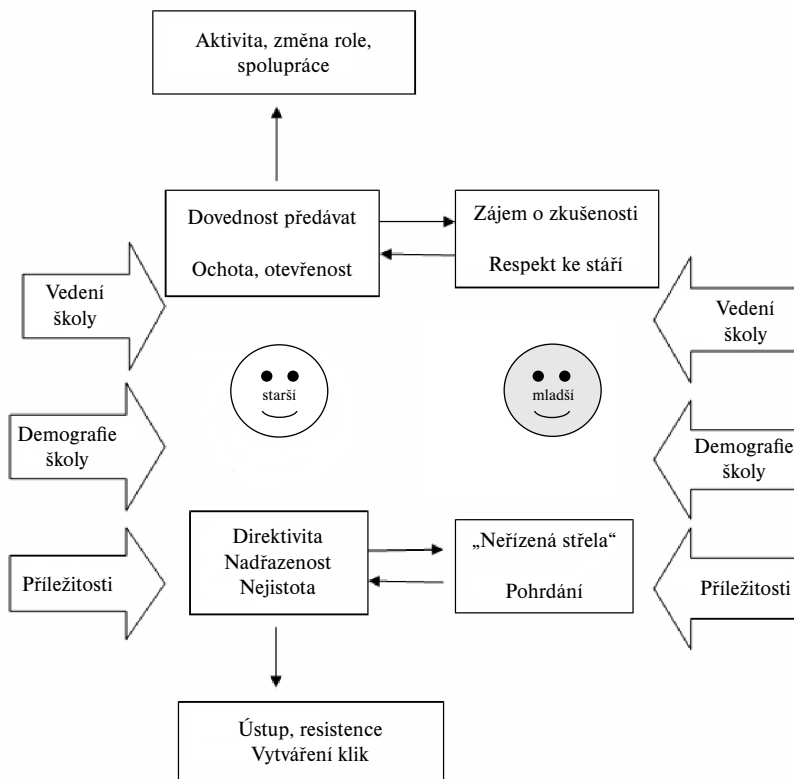 Aktivita, změna role,
spolupráce
Dovednost předávat
Ochota, otevřenost
Zájem o zkušenosti
Respekt ke stáří
Vedení
školy
Vedení
školy
starší
mladší
Demografie
školy
Demografie
školy
Direktivita
Nadřazenost
Nejistota
„Neřízená střela“
Pohrdání
Příležitosti
Příležitosti
Ústup, resistence
Vytváření klik